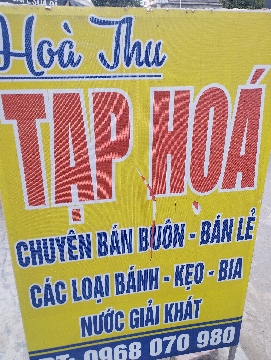 Hoà Thu
TẠP HOÁ
CHUYÊN BÁN BUÔN - BÁN LẺ
CÁC LOẠI BÁNH - KẸO - BIA
NƯỚC GIẢI KHÁT
ĐT: 0968 070 980